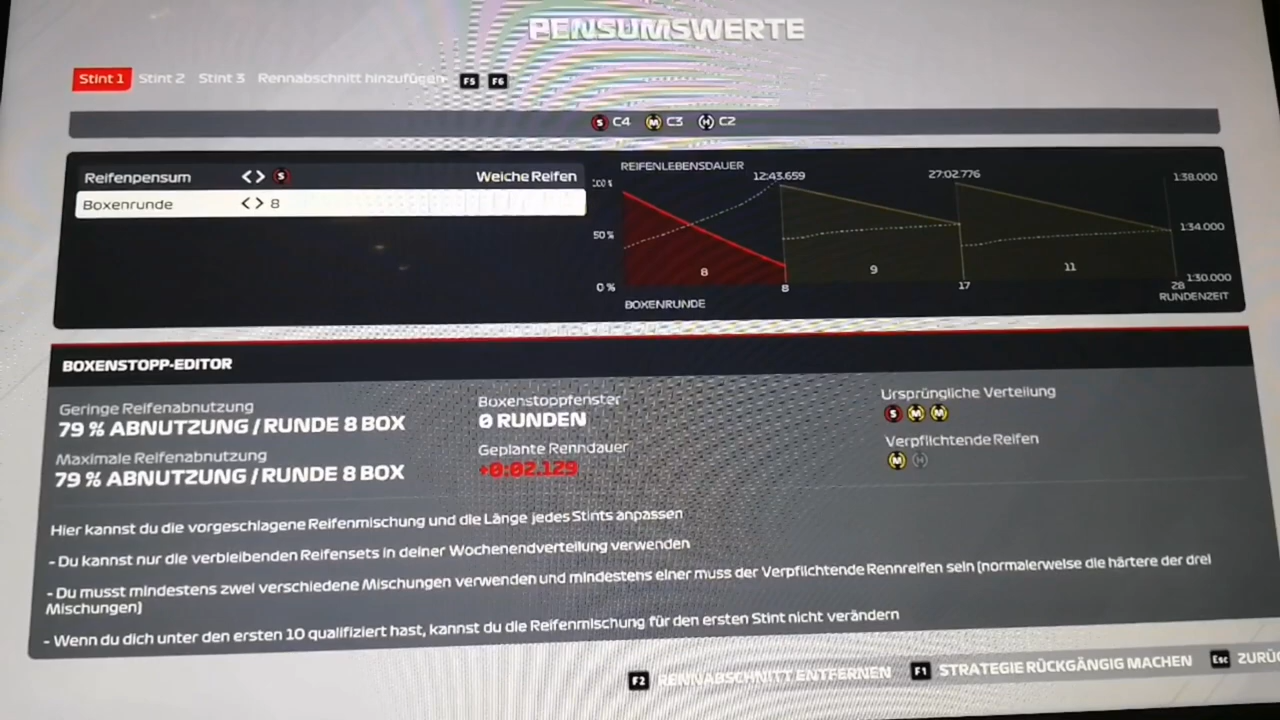 PENSUMSWERTE
Stint 1 Stint 2 Stint 3 Rennabschnitt hinzufügen F5 F6
S C4 M C3 H C2
Reifenpensum < > S Weiche Reifen
Boxenrunde < > 8
REIFENLEBENSDAUER
12:43.659 27:02.776
100 % 1:38.000
50 % 1:34.000
8 9 11
0 % 1:30.000
8 17 28
BOXENRUNDE RUNDENZEIT
BOXENSTOPP-EDITOR
Geringe Reifenabnutzung
79 % ABNUTZUNG / RUNDE 8 BOX
Maximale Reifenabnutzung
79 % ABNUTZUNG / RUNDE 8 BOX
Boxenstoppfenster
0 RUNDEN
Geplante Renndauer
+0:02.129
Ursprüngliche Verteilung
S M M
Verpflichtende Reifen
M H
Hier kannst du die vorgeschlagene Reifenmischung und die Länge jedes Stints anpassen
- Du kannst nur die verbleibenden Reifensets in deiner Wochenendverteilung verwenden
- Du musst mindestens zwei verschiedene Mischungen verwenden und mindestens einer muss der Verpflichtende Rennreifen sein (normalerweise die härtere der drei
Mischungen)
- Wenn du dich unter den ersten 10 qualifiziert hast, kannst du die Reifenmischung für den ersten Stint nicht verändern
F2 RENNABSCHNITT ENTFERNEN F1 STRATEGIE RÜCKGÄNGIG MACHEN Esc ZURÜC